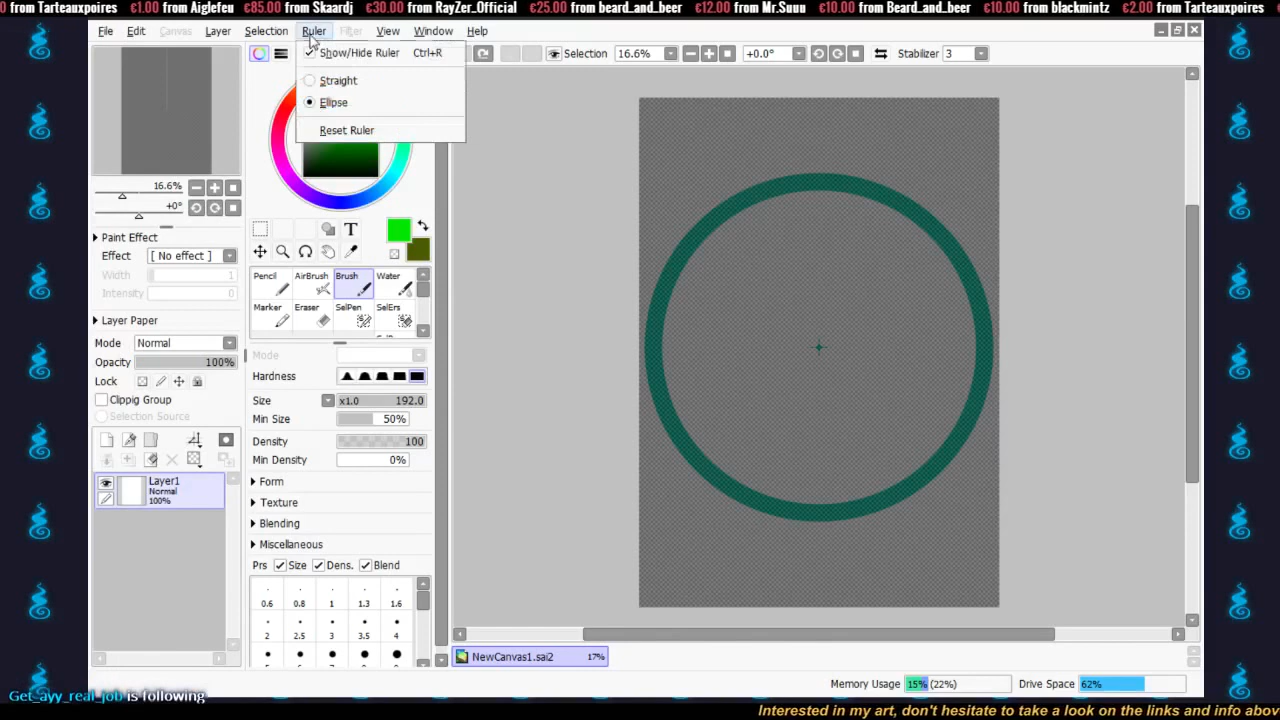 0 from Tarteauxpoires €1.00 from Aiglefeu €85.00 from Skaardj €30.00 from RayZer_Official €25.00 from beard_and_beer €12.00 from Mr.Suuu €5.00 from Beard_and_beer €10.00 from blackmintz €2.00 from Tarteauxpoires
File Edit Canvas Layer Selection Ruler Filter View Window Help
Show/Hide Ruler Ctrl+R
Selection 16.6% +0.0° Stabilizer 3
Straight
Elipse
Reset Ruler
16.6%
+0°
Paint Effect
Effect [ No effect ]
Width 1
Intensity 0
Layer Paper
Mode Normal
Opacity 100%
Lock
Clippig Group
Selection Source
Layer1
Normal
100%
T
Pencil AirBrush Brush Water
Marker Eraser SelPen SelErs
Mode
Hardness
Size x1.0 192.0
Min Size 50%
Density 100
Min Density 0%
Form
Texture
Blending
Miscellaneous
Prs Size Dens. Blend
0.6 0.8 1 1.3 1.6
2 2.5 3 3.5 4
NewCanvas1.sai2 17%
Memory Usage 15% (22%) Drive Space 62%
Get_ayy_real_job is following
Interested in my art, don't hesitate to take a look on the links and info abov